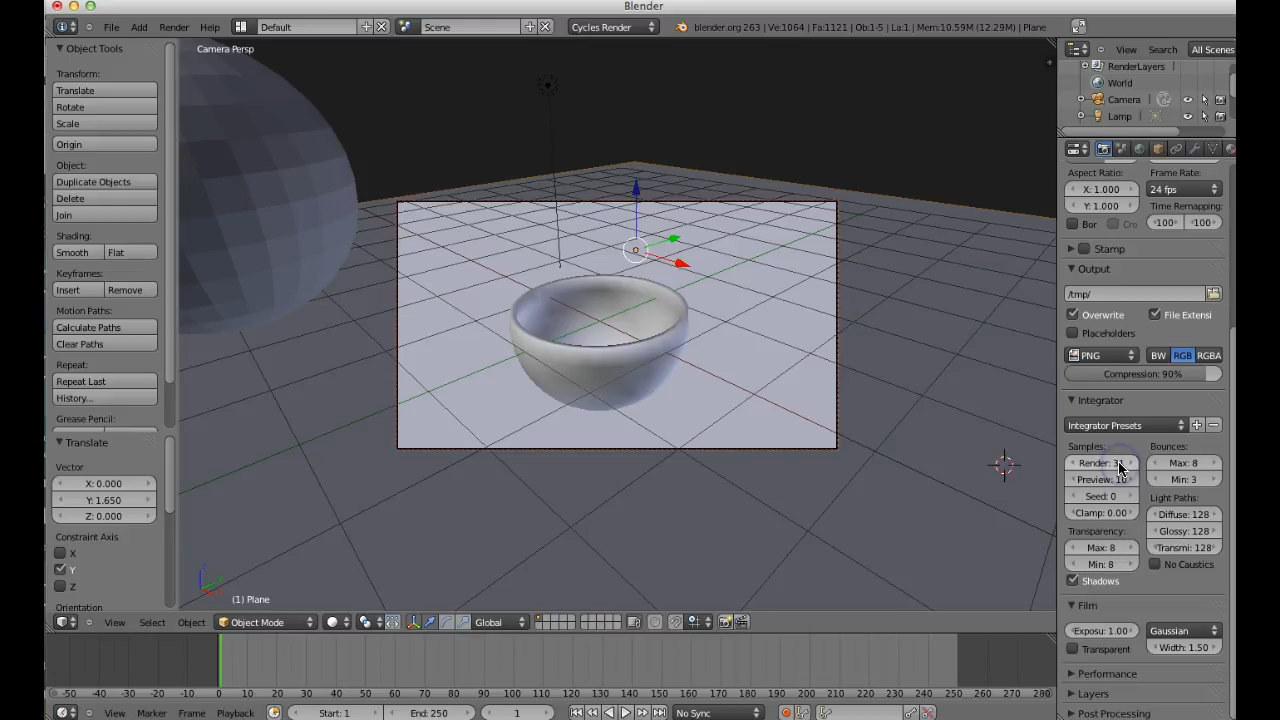 Blender
File Add Render Help Default Scene Cycles Render blender.org 263 | Ve:1064 | Fa:1121 | Ob:1-5 | La:1 | Mem:10.59M (12.29M) | Plane
Object Tools
Transform:
Translate
Rotate
Scale
Origin
Object:
Duplicate Objects
Delete
Join
Shading:
Smooth Flat
Keyframes:
Insert Remove
Motion Paths:
Calculate Paths
Clear Paths
Repeat:
Repeat Last
History...
Grease Pencil:
Translate
Vector
X: 0.000
Y: 1.650
Z: 0.000
Constraint Axis
X
Y
Z
Orientation
Camera Persp
(1) Plane
View Select Object Object Mode Global
-50 -40 -30 -20 -10 0 10 20 30 40 50 60 70 80 90 100 110 120 130 140 150 160 170 180 190 200 210 220 230 240 250 260 270 280
View Marker Frame Playback Start: 1 End: 250 1 No Sync
View Search All Scenes
RenderLayers
World
Camera
Lamp
Aspect Ratio: Frame Rate:
X: 1.000 24 fps
Y: 1.000 Time Remapping:
Bor Cro 100 100
Stamp
Output
/tmp/
Overwrite File Extensi
Placeholders
PNG BW RGB RGBA
Compression: 90%
Integrator
Integrator Presets
Samples: Bounces:
Render: Max: 8
Preview: 10 Min: 3
Seed: 0 Light Paths:
Clamp: 0.00 Diffuse: 128
Transparency: Glossy: 128
Max: 8 Transmi: 128
Min: 8 No Caustics
Shadows
Film
Exposu: 1.00 Gaussian
Transparent Width: 1.50
Performance
Layers
Post Processing